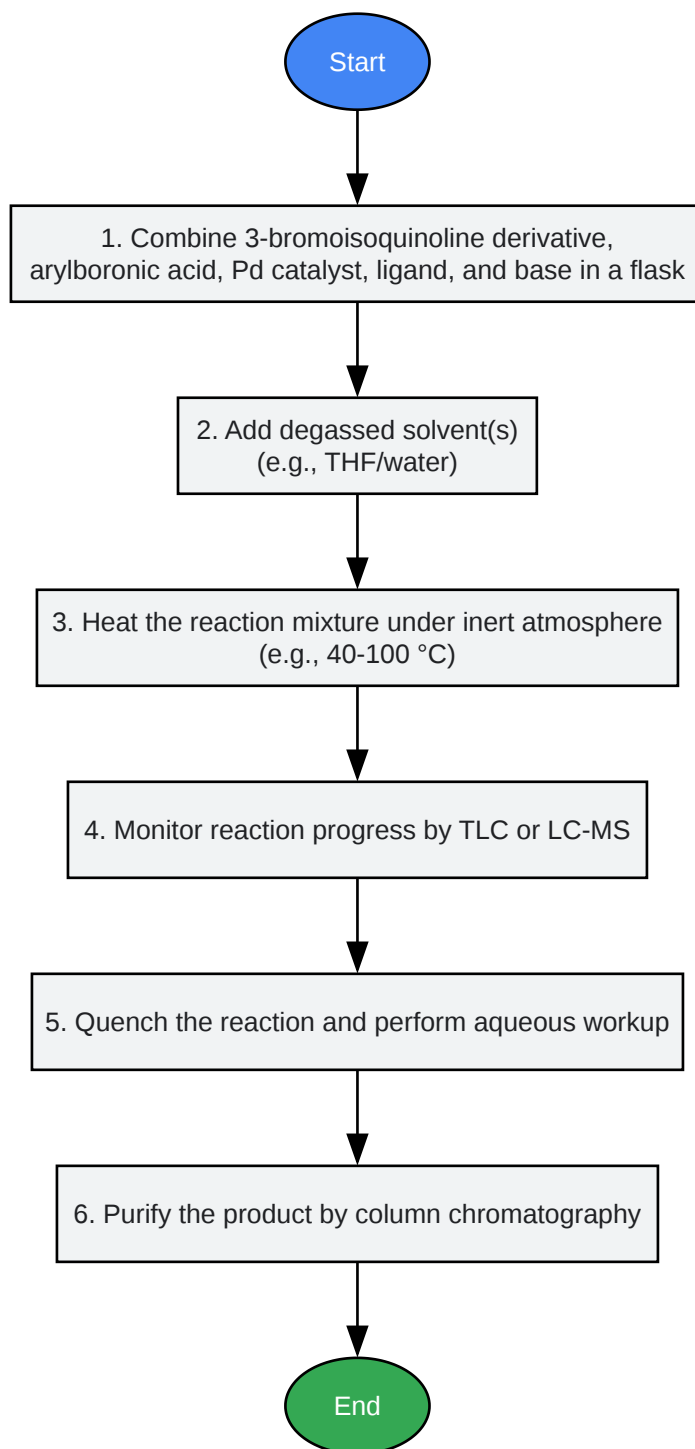 Start
1. Combine 3-bromoisoquinoline derivative,
arylboronic acid, Pd catalyst, ligand, and base in a flask
2. Add degassed solvent(s)
(e.g., THF/water)
3. Heat the reaction mixture under inert atmosphere
(e.g., 40-100 °C)
4. Monitor reaction progress by TLC or LC-MS
5. Quench the reaction and perform aqueous workup
6. Purify the product by column chromatography
End